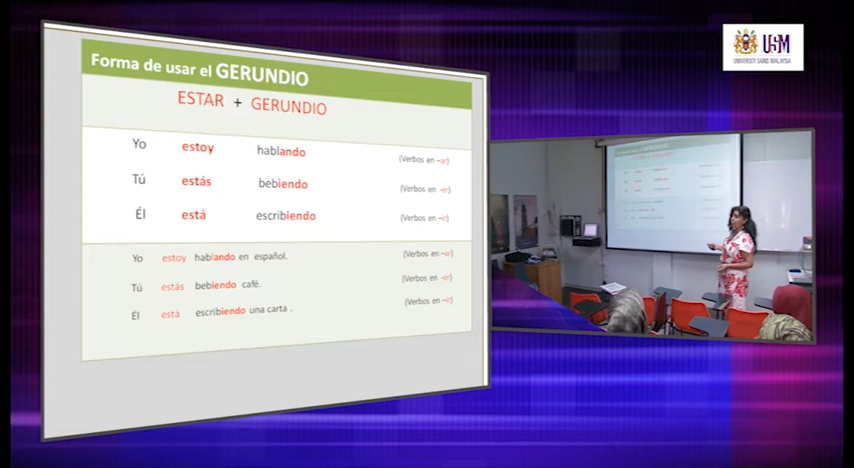 Forma de usar el GERUNDIO
ESTAR + GERUNDIO
Yo estoy hablando (Verbos en –ar)
Tú estás bebiendo (Verbos en -er)
Él está escribiendo (Verbos en –ir)
Yo estoy hablando en español. (Verbos en –ar)
Tú estás bebiendo café. (Verbos en -er)
Él está escribiendo una carta . (Verbos en –ir)
USM
UNIVERSITI SAINS MALAYSIA